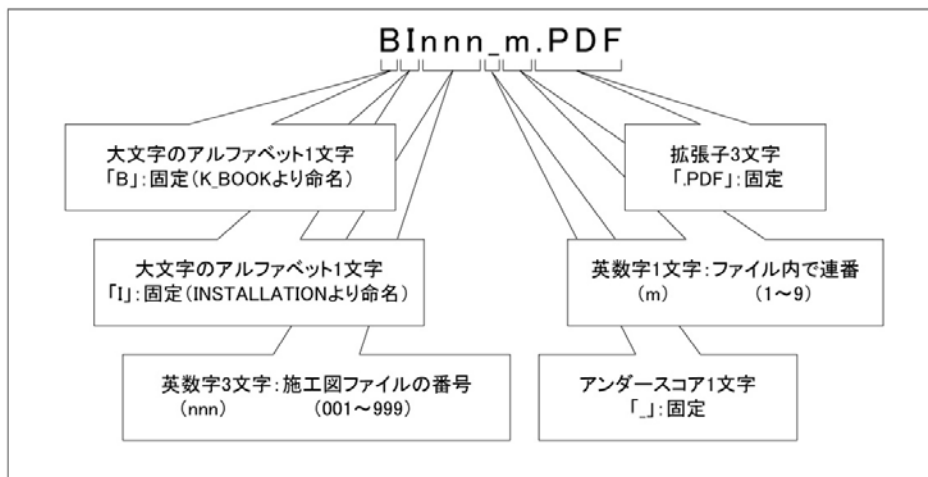 BInnn_m.PDF
大文字のアルファベット1文字
「B」:固定(K_BOOKより命名)
拡張子3文字
「.PDF」:固定
大文字のアルファベット1文字
「I」:固定(INSTALLATIONより命名)
英数字1文字:ファイル内で連番
(m) (1～9)
英数字3文字:施工図ファイルの番号
(nnn) (001～999)
アンダースコア1文字
「_」:固定